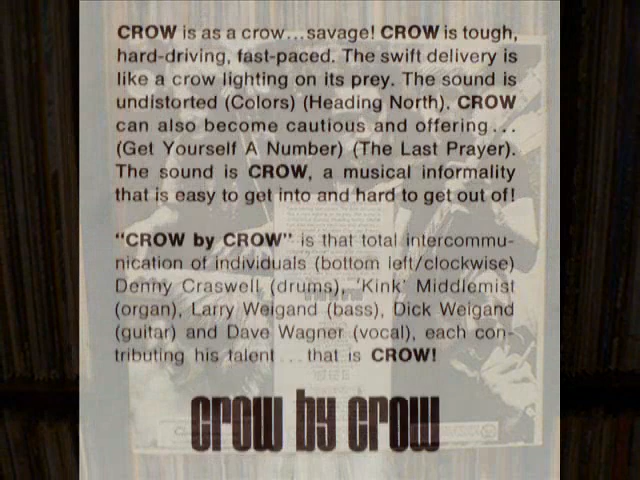 CROW is as a crow...savage! CROW is tough,
hard-driving, fast-paced. The swift delivery is
like a crow lighting on its prey. The sound is
undistorted (Colors) (Heading North). CROW
can also become cautious and offering...
(Get Yourself A Number) (The Last Prayer).
The sound is CROW, a musical informality
that is easy to get into and hard to get out of!
"CROW by CROW" is that total intercommu-
nication of individuals (bottom left/clockwise)
Denny Craswell (drums), 'Kink' Middlemist
(organ), Larry Weigand (bass), Dick Weigand
(guitar) and Dave Wagner (vocal), each con-
tributing his talent...that is CROW!
crow by crow